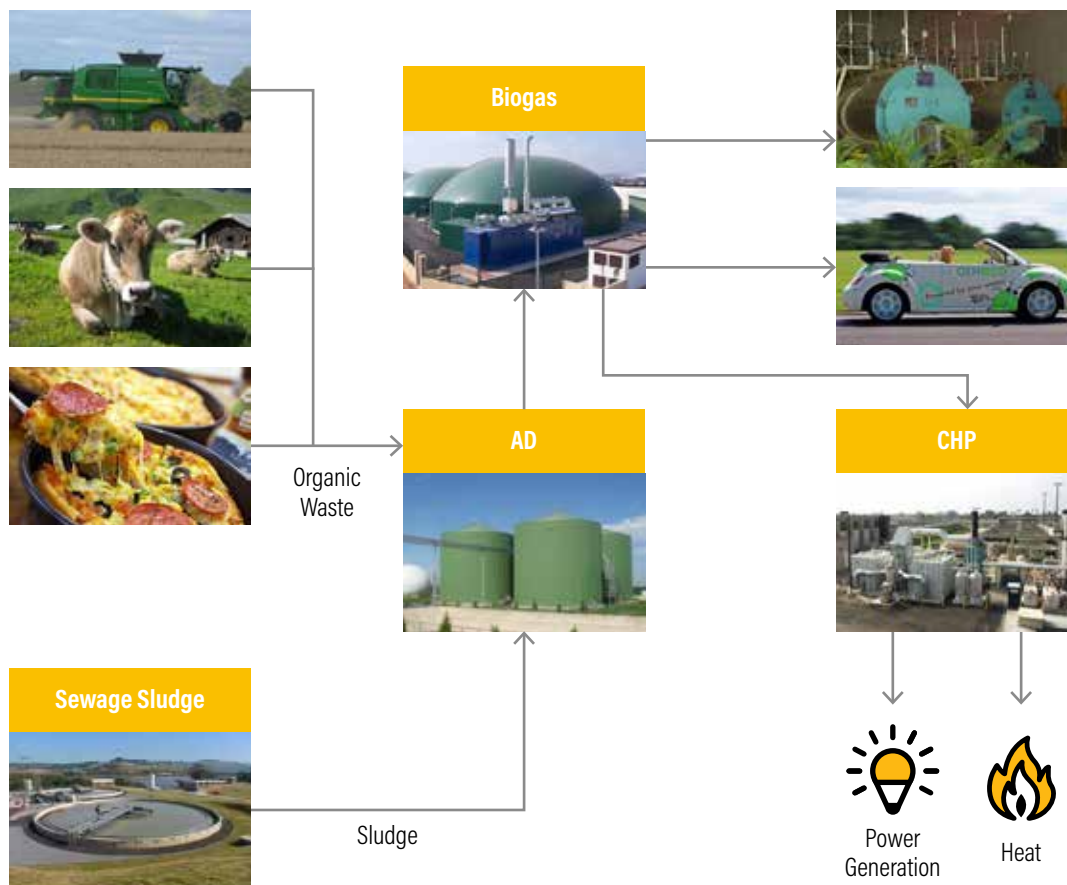 Biogas
Organic
Waste
AD
CHP
Sewage Sludge
Sludge
Power
Generation
Heat